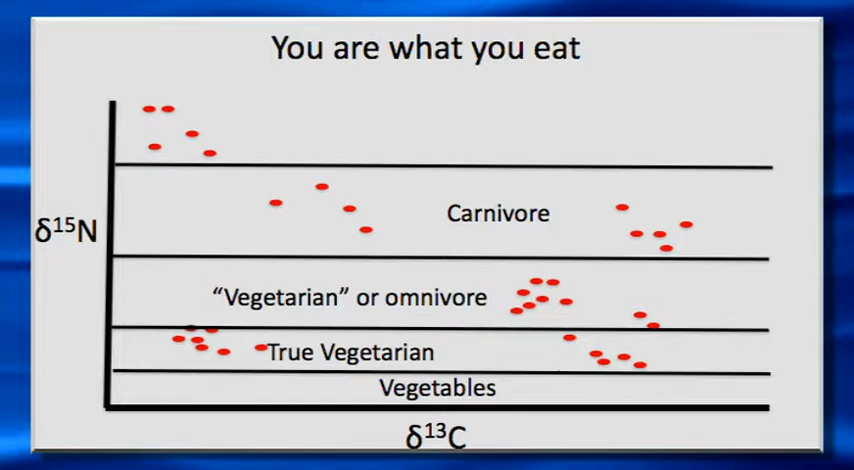 You are what you eat
δ¹⁵N
Carnivore
“Vegetarian” or omnivore
True Vegetarian
Vegetables
δ¹³C